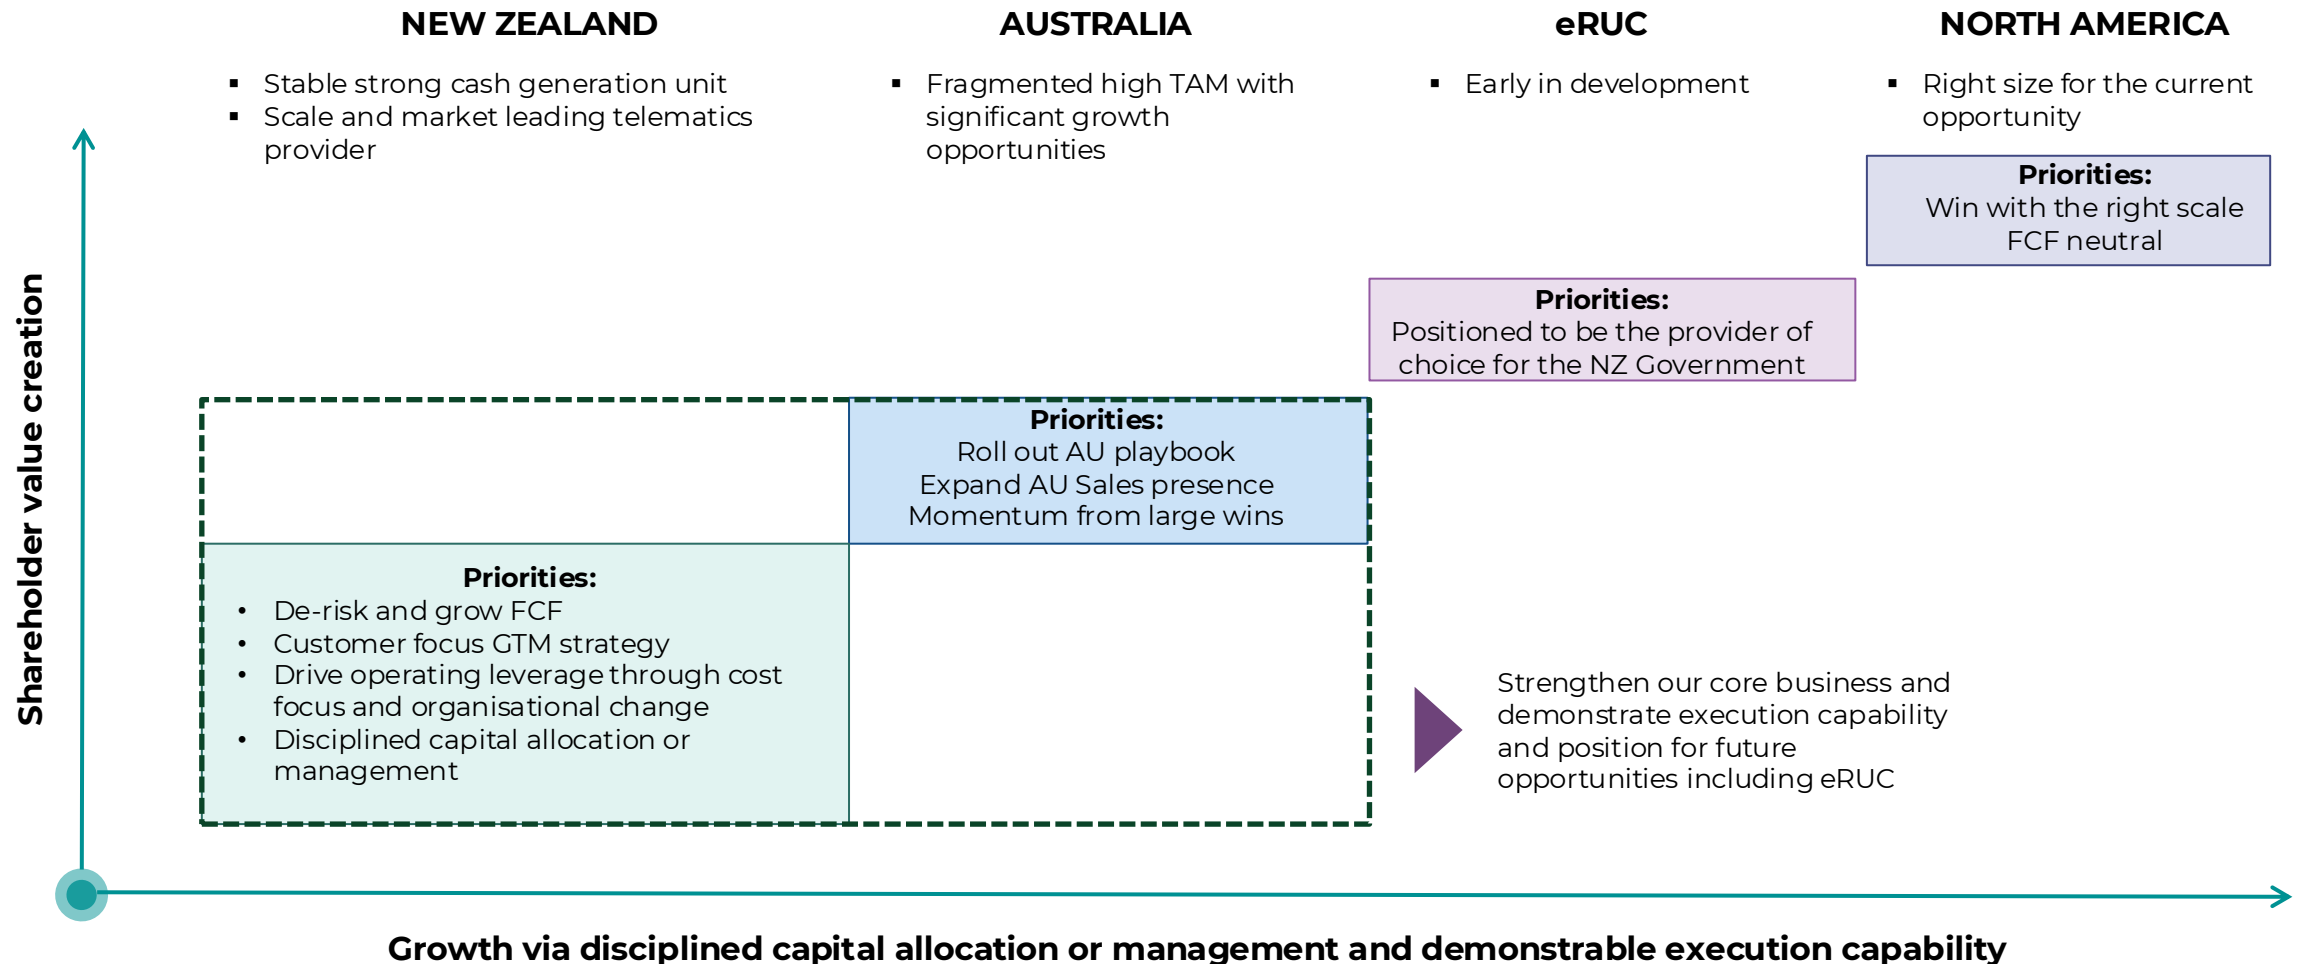 NEW ZEALAND
▪ Stable strong cash generation unit
▪ Scale and market leading telematics
provider
AUSTRALIA
▪ Fragmented high TAM with
significant growth
opportunities
eRUC
▪ Early in development
NORTH AMERICA
▪ Right size for the current
opportunity
Priorities:
Win with the right scale
FCF neutral
Priorities:
Positioned to be the provider of
choice for the NZ Government
Priorities:
Roll out AU playbook
Expand AU Sales presence
Momentum from large wins
Priorities:
• De-risk and grow FCF
• Customer focus GTM strategy
• Drive operating leverage through cost
focus and organisational change
• Disciplined capital allocation or
management
Strengthen our core business and
demonstrate execution capability
and position for future
opportunities including eRUC
Shareholder value creation
Growth via disciplined capital allocation or management and demonstrable execution capability